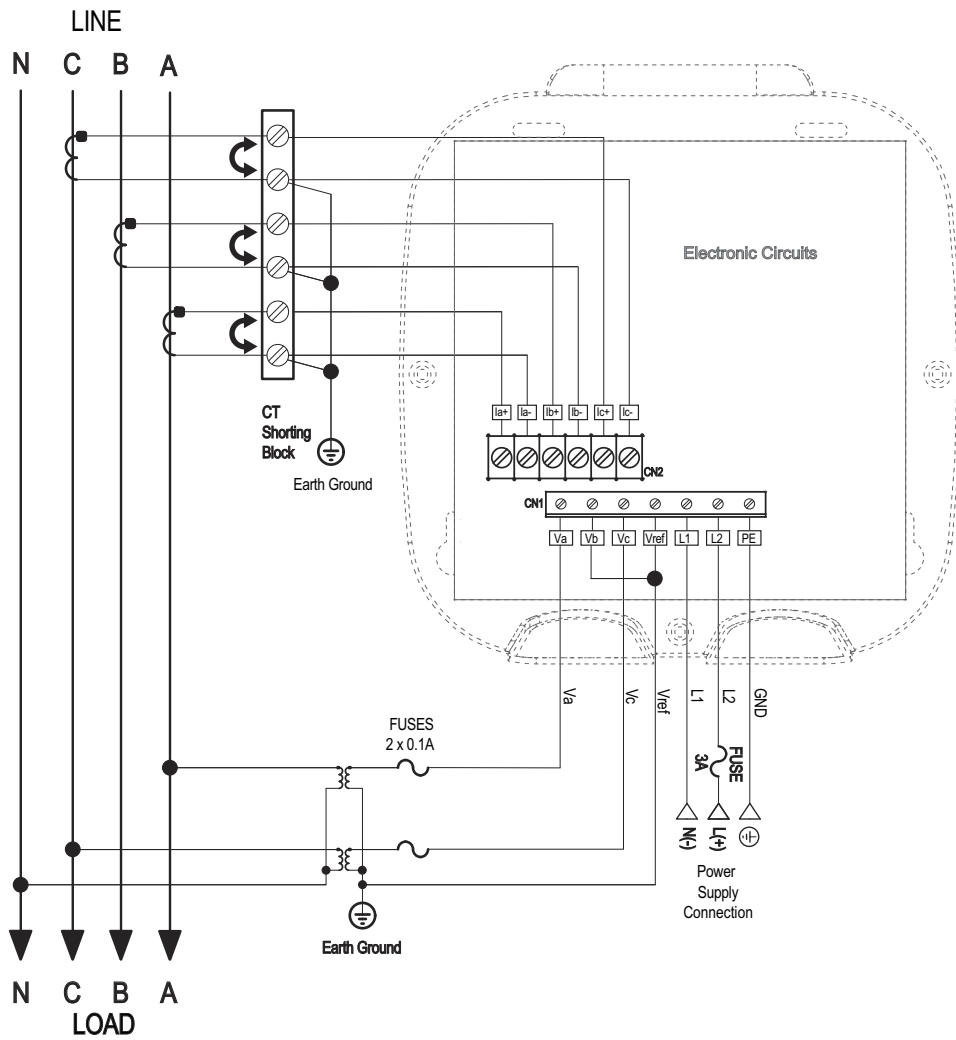 LINE
N C B A
Electronic Circuits
CT
Shorting
Block
Earth Ground
Ia+ Ia- Ib+ Ib- Ic+ Ic-
CN2
CN1
Va Vb Vc Vref L1 L2 PE
Va Vc Vref L1 L2 GND
FUSES
2 x 0.1A
FUSE
3A
N(-) L(+)
Power
Supply
Connection
Earth Ground
N C B A
LOAD